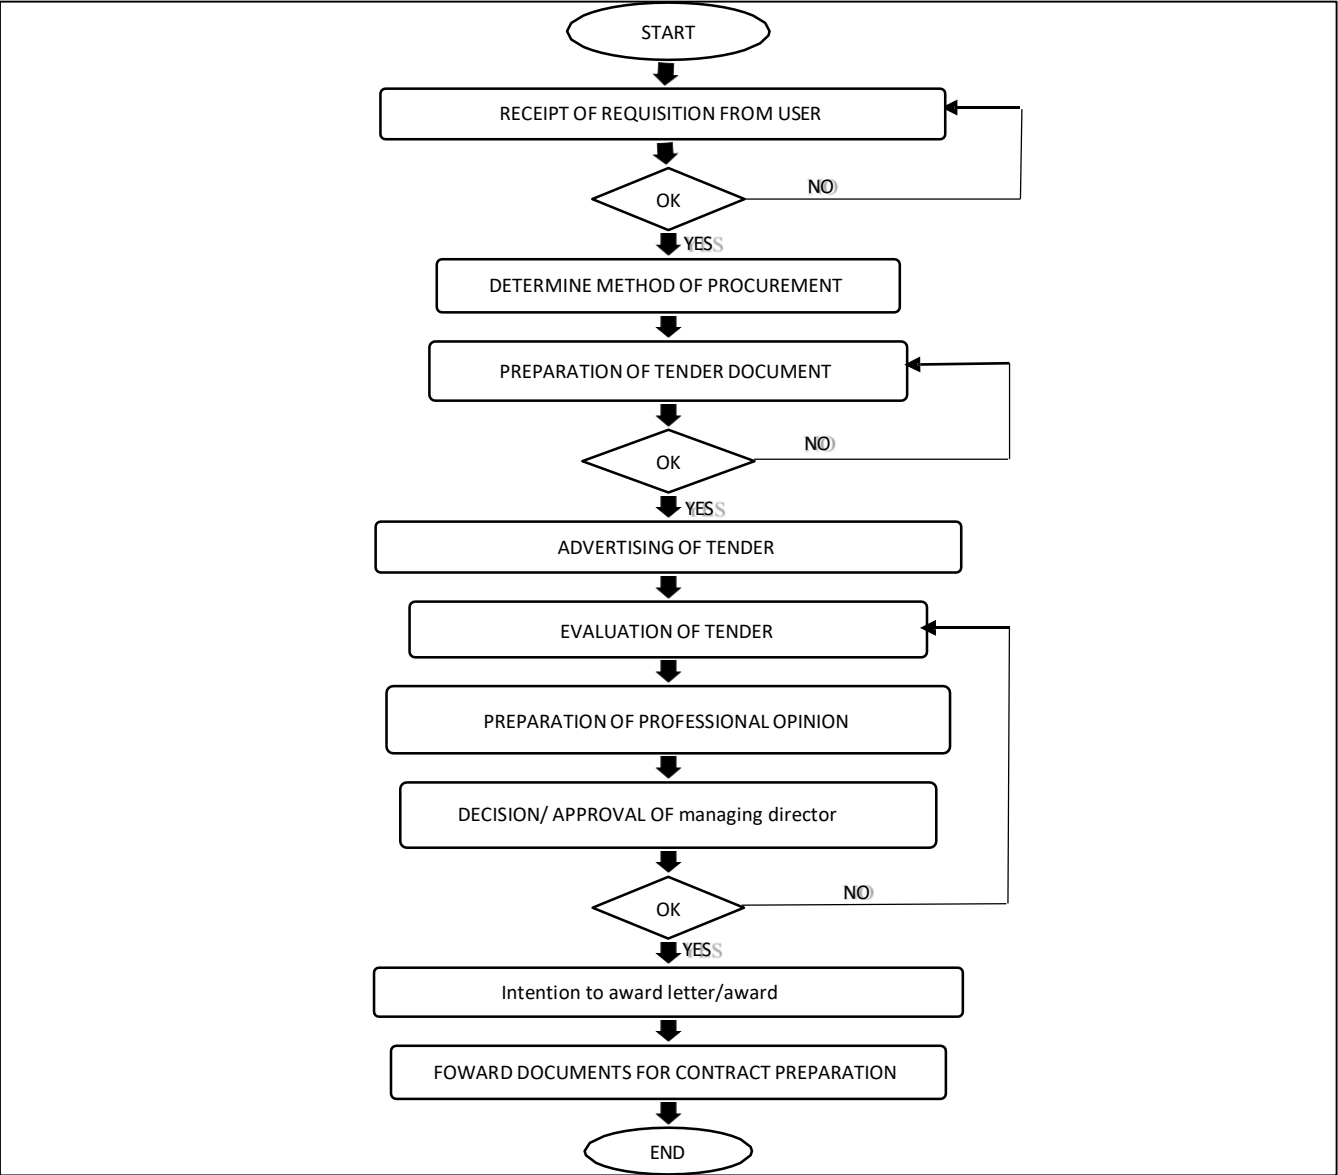 START
RECEIPT OF REQUISITION FROM USER
OK
NO
YES
DETERMINE METHOD OF PROCUREMENT
PREPARATION OF TENDER DOCUMENT
OK
NO
YES
ADVERTISING OF TENDER
EVALUATION OF TENDER
PREPARATION OF PROFESSIONAL OPINION
DECISION/ APPROVAL OF managing director
OK
NO
YES
Intention to award letter/award
FOWARD DOCUMENTS FOR CONTRACT PREPARATION
END